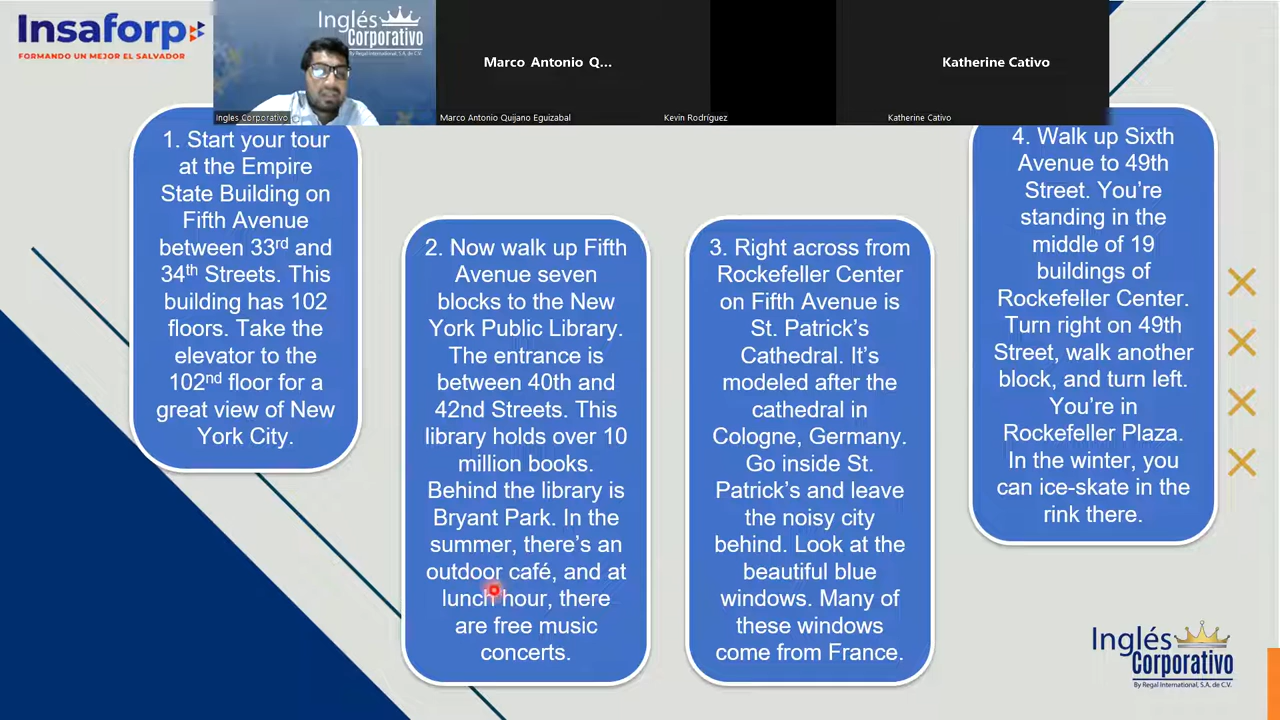 Insaforp
FORMANDO UN MEJOR EL SALVADOR
Inglés
Corporativo
By Regal International, S.A. de C.V.
Ingles Corporativo
Marco Antonio Q...
Marco Antonio Quijano Eguizabal
Kevin Rodríguez
Katherine Cativo
Katherine Cativo
1. Start your tour
at the Empire
State Building on
Fifth Avenue
between 33rd and
34th Streets. This
building has 102
floors. Take the
elevator to the
102nd floor for a
great view of New
York City.
2. Now walk up Fifth
Avenue seven
blocks to the New
York Public Library.
The entrance is
between 40th and
42nd Streets. This
library holds over 10
million books.
Behind the library is
Bryant Park. In the
summer, there's an
outdoor café, and at
lunch hour, there
are free music
concerts.
3. Right across from
Rockefeller Center
on Fifth Avenue is
St. Patrick's
Cathedral. It's
modeled after the
cathedral in
Cologne, Germany.
Go inside St.
Patrick's and leave
the noisy city
behind. Look at the
beautiful blue
windows. Many of
these windows
come from France.
4. Walk up Sixth
Avenue to 49th
Street. You're
standing in the
middle of 19
buildings of
Rockefeller Center.
Turn right on 49th
Street, walk another
block, and turn left.
You're in
Rockefeller Plaza.
In the winter, you
can ice-skate in the
rink there.
Inglés
Corporativo
By Regal International, S.A. de C.V.